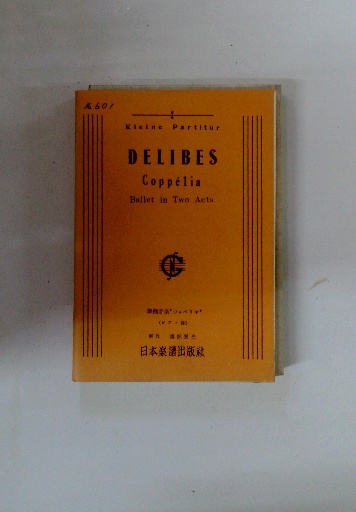 № 601
Kleine Partitur
DELIBES
Coppélia
Ballet in Two Acts
日本楽譜出版社